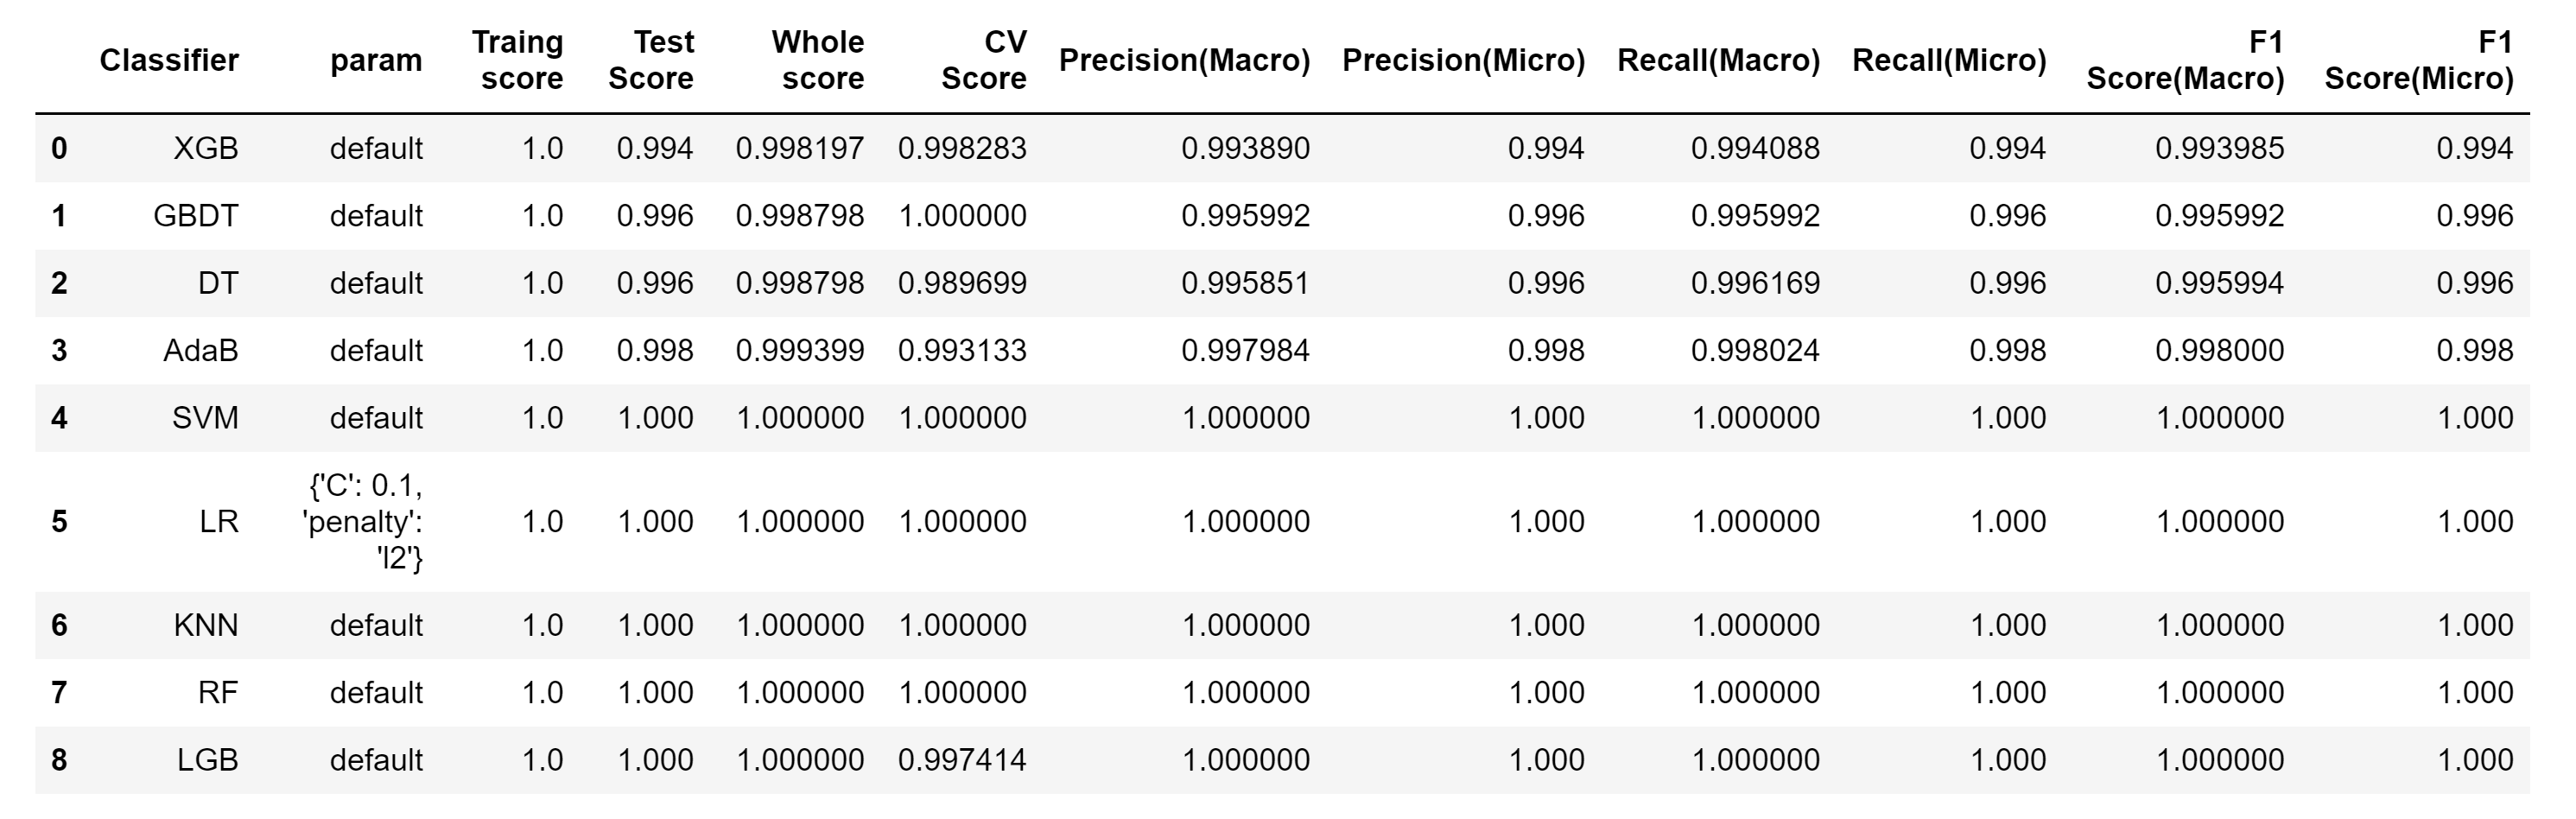 Classifier param Traing score Test Score Whole score CV Score Precision(Macro) Precision(Micro) Recall(Macro) Recall(Micro) F1 Score(Macro) F1 Score(Micro)
0 XGB default 1.0 0.994 0.998197 0.998283 0.993890 0.994 0.994088 0.994 0.993985 0.994
1 GBDT default 1.0 0.996 0.998798 1.000000 0.995992 0.996 0.995992 0.996 0.995992 0.996
2 DT default 1.0 0.996 0.998798 0.989699 0.995851 0.996 0.996169 0.996 0.995994 0.996
3 AdaB default 1.0 0.998 0.999399 0.993133 0.997984 0.998 0.998024 0.998 0.998000 0.998
4 SVM default 1.0 1.000 1.000000 1.000000 1.000000 1.000 1.000000 1.000 1.000000 1.000
5 LR {'C': 0.1, 'penalty': 'l2'} 1.0 1.000 1.000000 1.000000 1.000000 1.000 1.000000 1.000 1.000000 1.000
6 KNN default 1.0 1.000 1.000000 1.000000 1.000000 1.000 1.000000 1.000 1.000000 1.000
7 RF default 1.0 1.000 1.000000 1.000000 1.000000 1.000 1.000000 1.000 1.000000 1.000
8 LGB default 1.0 1.000 1.000000 0.997414 1.000000 1.000 1.000000 1.000 1.000000 1.000